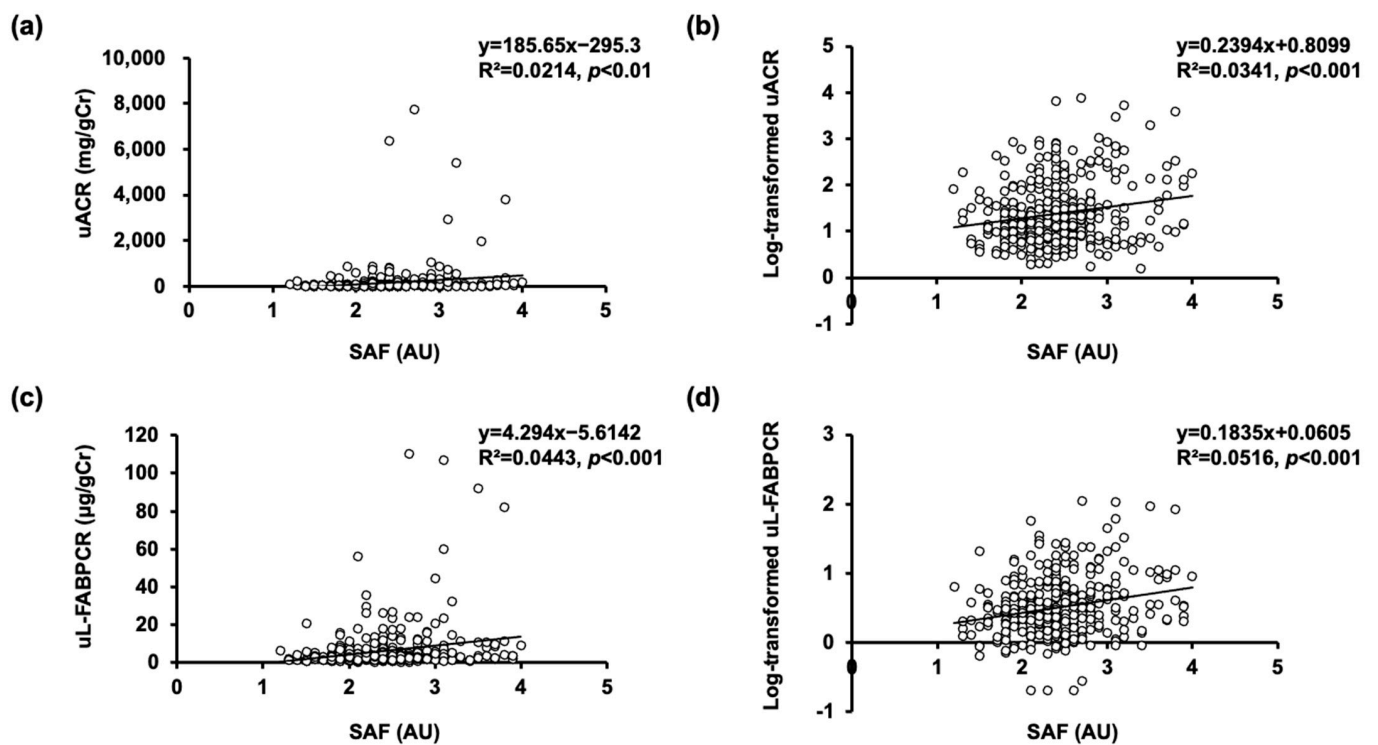 (a)
y=185.65x−295.3
R²=0.0214, p<0.01
uACR (mg/gCr)
10,000
8,000
6,000
4,000
2,000
0
0 1 2 3 4 5
SAF (AU)
(b)
y=0.2394x+0.8099
R²=0.0341, p<0.001
Log-transformed uACR
5
4
3
2
1
0
-1
0 1 2 3 4 5
SAF (AU)
(c)
y=4.294x−5.6142
R²=0.0443, p<0.001
uL-FABPCR (μg/gCr)
120
100
80
60
40
20
0
0 1 2 3 4 5
SAF (AU)
(d)
y=0.1835x+0.0605
R²=0.0516, p<0.001
Log-transformed uL-FABPCR
3
2
1
0
-1
0 1 2 3 4 5
SAF (AU)